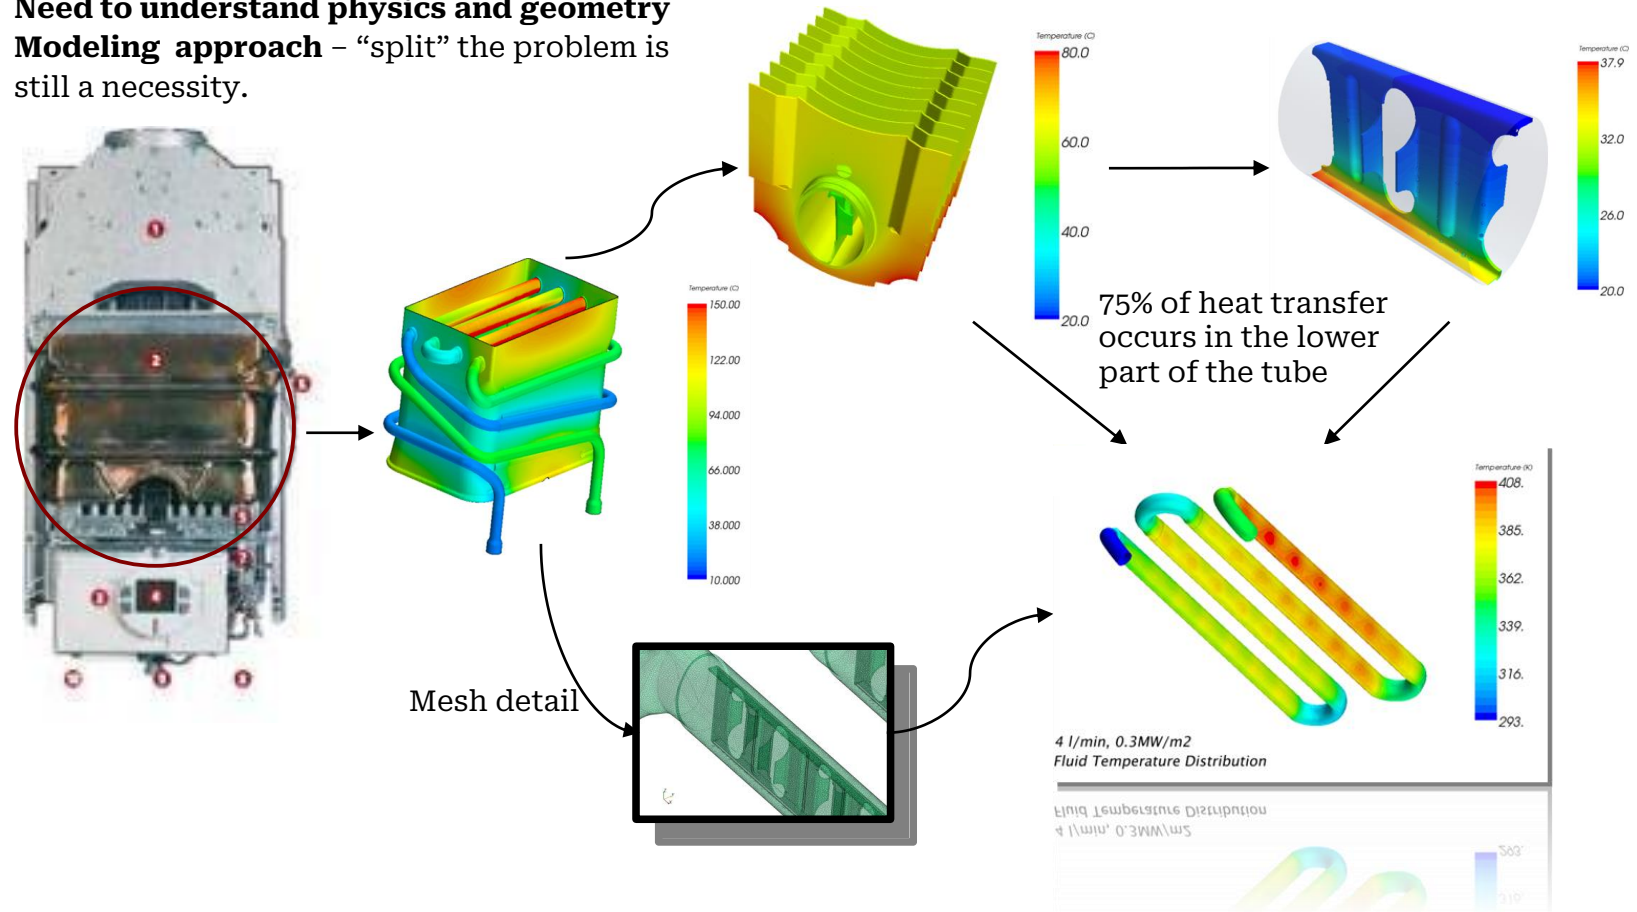 Need to understand physics and geometry
Modeling approach – “split” the problem is
still a necessity.
Temperature (C)
80.0
60.0
40.0
20.0
Temperature (C)
37.9
32.0
26.0
20.0
75% of heat transfer
occurs in the lower
part of the tube
1
2
4
Temperature (C)
150.00
122.00
94.000
66.000
38.000
10.000
Mesh detail
Temperature (K)
408.
385.
362.
339.
316.
293.
4 l/min, 0.3MW/m2
Fluid Temperature Distribution